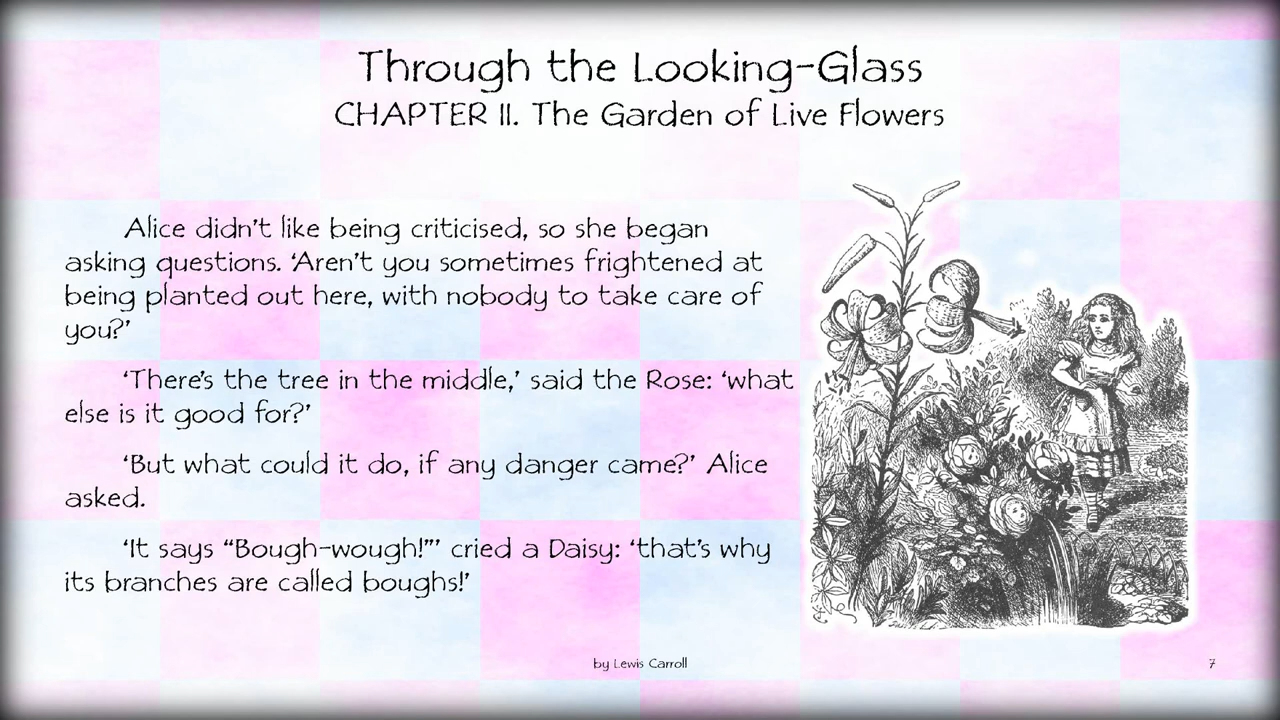 Through the Looking-Glass
CHAPTER II. The Garden of Live Flowers
Alice didn’t like being criticised, so she began
asking questions. ‘Aren’t you sometimes frightened at
being planted out here, with nobody to take care of
you?’
‘There’s the tree in the middle,’ said the Rose: ‘what
else is it good for?’
‘But what could it do, if any danger came?’ Alice
asked.
‘It says “Bough-wough!”’ cried a Daisy: ‘that’s why
its branches are called boughs!’
by Lewis Carroll
7